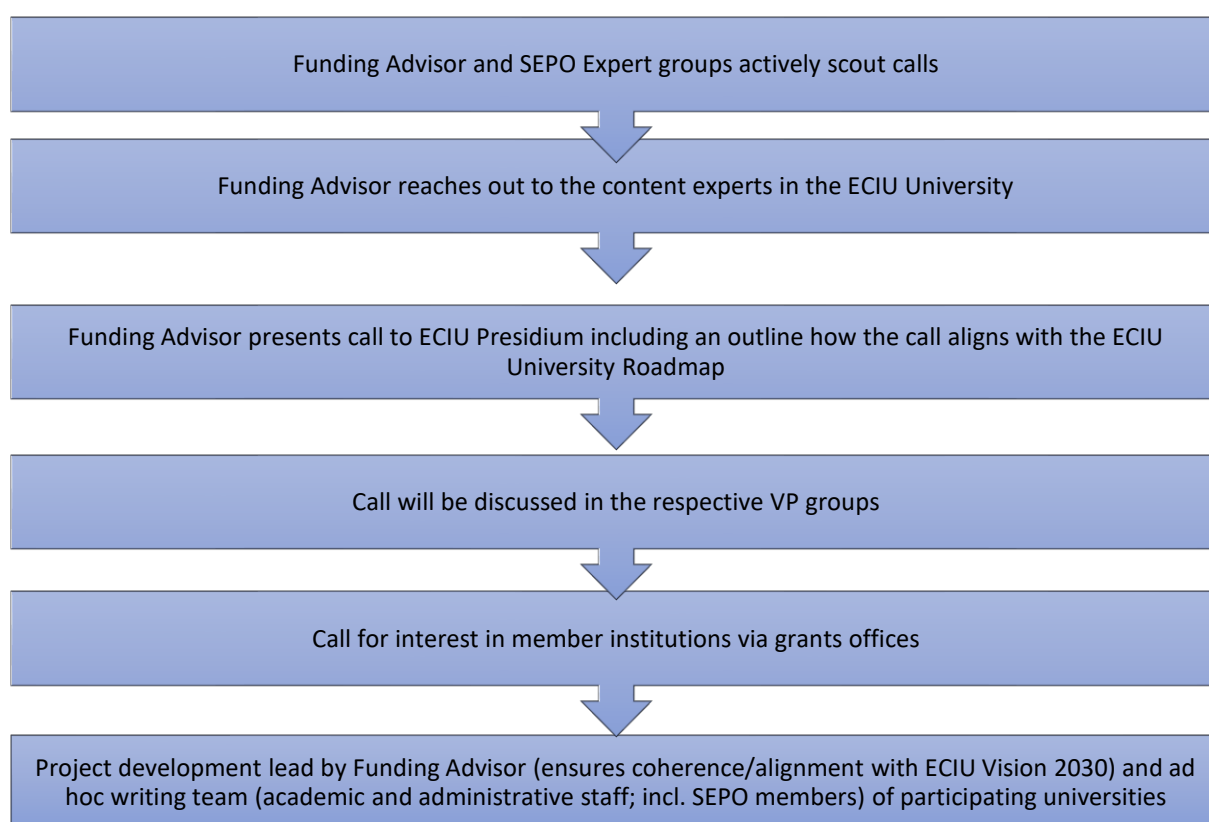 Funding Advisor and SEPO Expert groups actively scout calls
Funding Advisor reaches out to the content experts in the ECIU University
Funding Advisor presents call to ECIU Presidium including an outline how the call aligns with the ECIU
University Roadmap
Call will be discussed in the respective VP groups
Call for interest in member institutions via grants offices
Project development lead by Funding Advisor (ensures coherence/alignment with ECIU Vision 2030) and ad
hoc writing team (academic and administrative staff; incl. SEPO members) of participating universities